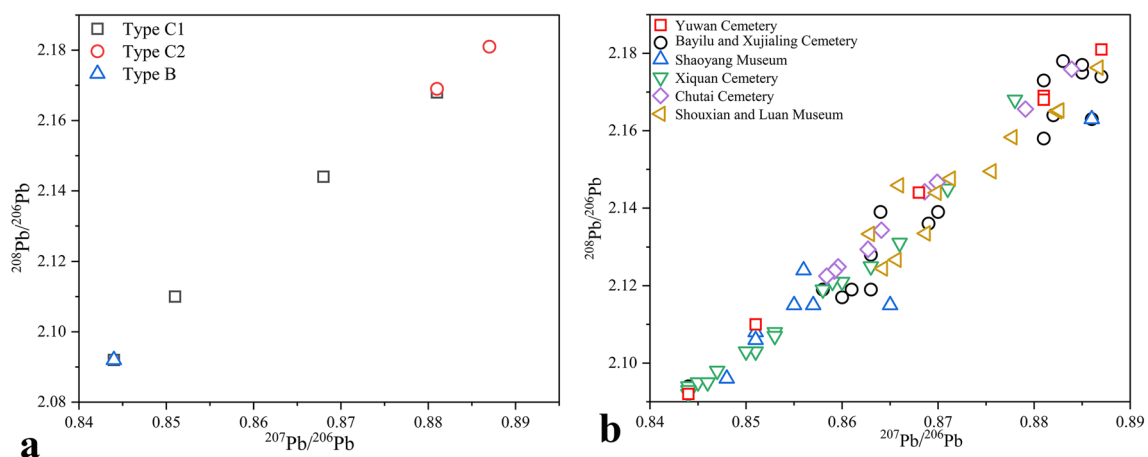 Type C1
Type C2
Type B
2.18
2.16
2.14
2.12
2.10
2.08
0.84
0.85
0.86
0.87
0.88
0.89
²⁰⁸Pb/²⁰⁶Pb
²⁰⁷Pb/²⁰⁶Pb
a
Yuwan Cemetery
Bayilu and Xujialing Cemetery
Shaoyang Museum
Xiquan Cemetery
Chutai Cemetery
Shouxian and Luan Museum
2.18
2.16
2.14
2.12
2.10
0.84
0.85
0.86
0.87
0.88
0.89
²⁰⁸Pb/²⁰⁶Pb
²⁰⁷Pb/²⁰⁶Pb
b